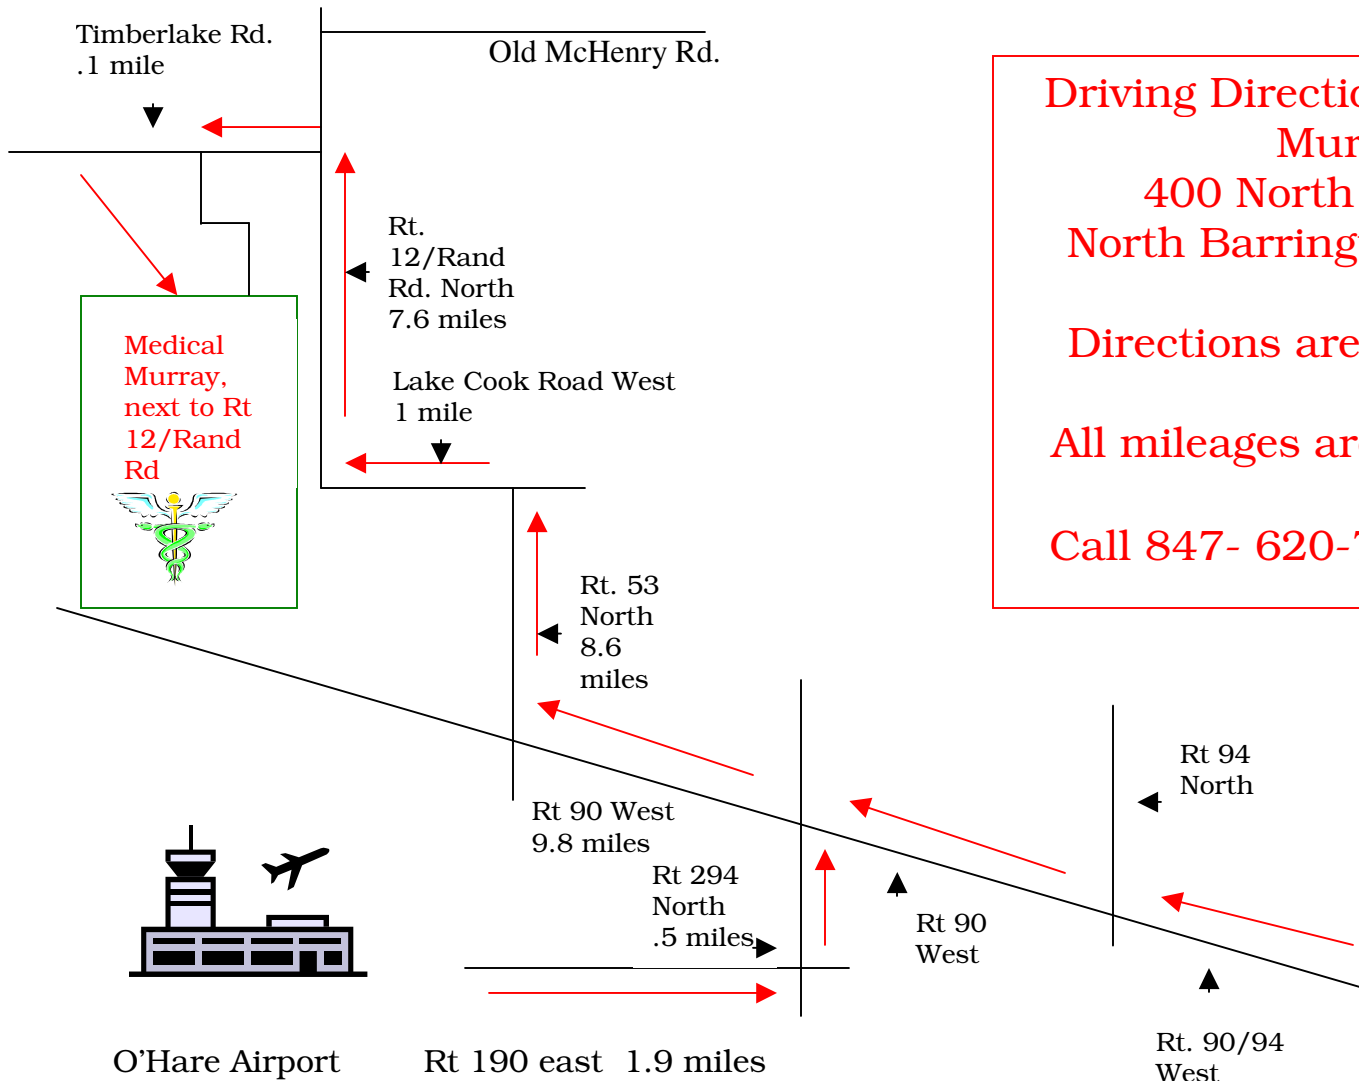 Timberlake Rd.
.1 mile
Old McHenry Rd.
Driving
Mur
400 North
North
Directions are
All mileages
Call 847- 620-7
Rt.
12/Rand
Rd. North
7.6 miles
Medical
Murray,
next to Rt
12/Rand
Rd
Lake Cook Road West
1 mile
Rt. 53
North
8.6
miles
Rt 94
North
Rt 90 West
9.8 miles
Rt 294
North
.5 miles
Rt 90
West
O'Hare Airport
Rt 190 east 1.9 miles
Rt. 90/94
West